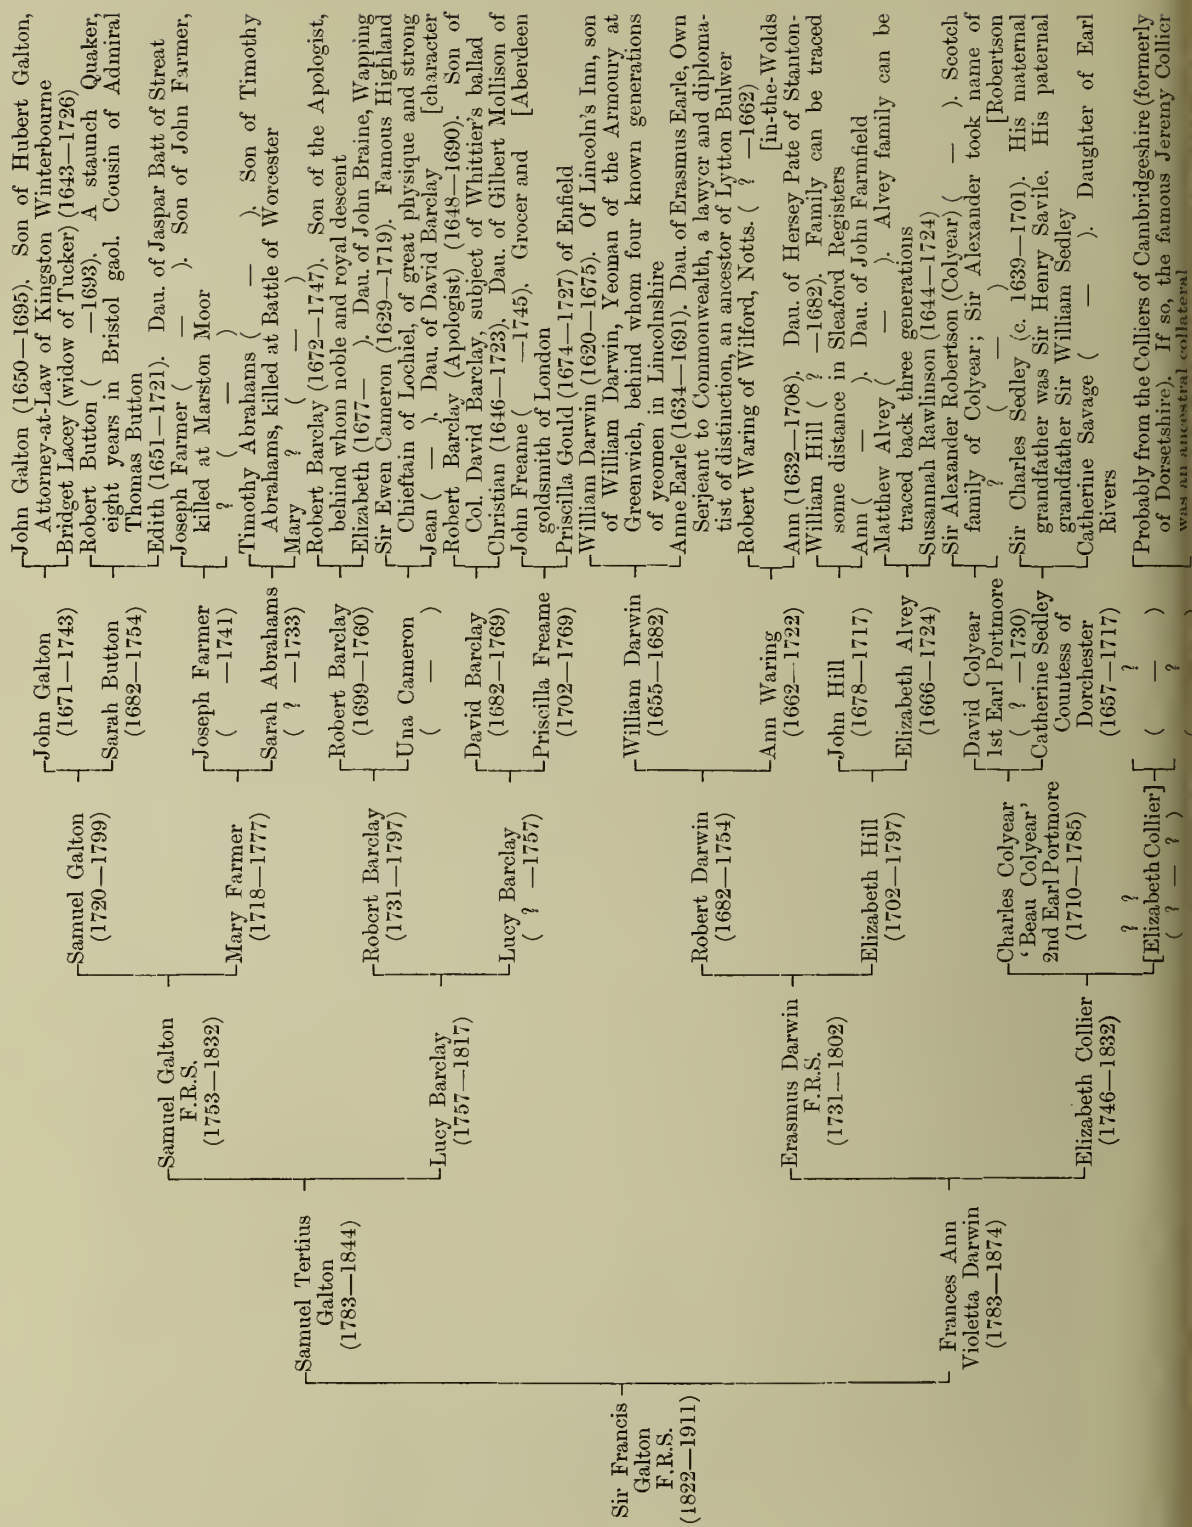 Sir Francis
Galton
F.R.S.
(1822—1911)
Samuel Tertius
Galton
(1783—1844)
Frances Ann
Violetta Darwin
(1783—1874)
Samuel Galton
F.R.S.
(1753—1832)
Lucy Barclay
(1757—1817)
Erasmus Darwin
F.R.S.
(1731—1802)
Elizabeth Collier
(1746—1832)
Samuel Galton
(1720—1799)
Mary Farmer
(1718—1777)
Robert Barclay
(1731—1797)
Lucy Barclay
( ? —1757)
Robert Darwin
(1682—1754)
Elizabeth Hill
(1702—1797)
Charles Colyear
‘Beau Colyear’
2nd Earl Portmore
(1710—1785)
? ?
[Elizabeth Collier]
( ? — ? )
John Galton
(1671—1743)
Sarah Button
(1682—1754)
Joseph Farmer
( —1741)
Sarah Abrahams
( ? —1733)
Robert Barclay
(1699—1760)
Una Cameron
( — )
David Barclay
(1682—1769)
Priscilla Freame
(1702—1769)
William Darwin
(1655—1682)
Ann Waring
(1662—1722)
John Hill
(1678—1717)
Elizabeth Alvey
(1666—1724)
David Colyear
1st Earl Portmore
( ? —1730)
Catherine Sedley
Countess of
Dorchester
(1657—1717)
?
( — )
?
( )
John Galton (1650—1695). Son of Hubert Galton,
Attorney-at-Law of Kingston Winterbourne
Bridget Lacey (widow of Tucker) (1643—1726)
Robert Button ( —1693). A staunch Quaker,
eight years in Bristol gaol. Cousin of Admiral
Thomas Button
Edith (1651—1721). Dau. of Jaspar Batt of Streat
Joseph Farmer ( — ). Son of John Farmer,
killed at Marston Moor
? ( — )
Timothy Abrahams ( — ). Son of Timothy
Abrahams, killed at Battle of Worcester
Mary ? ( — )
Robert Barclay (1672—1747). Son of the Apologist,
behind whom noble and royal descent
Elizabeth (1677— ). Dau. of John Braine, Wapping
Sir Ewen Cameron (1629—1719). Famous Highland
Chieftain of Lochiel, of great physique and strong
[character
Jean ( — ). Dau. of David Barclay
Robert Barclay (Apologist) (1648—1690). Son of
Col. David Barclay, subject of Whittier’s ballad
Christian (1646—1723). Dau. of Gilbert Mollison of
[Aberdeen
John Freame ( —1745). Grocer and
goldsmith of London
Priscilla Gould (1674—1727) of Enfield
William Darwin (1620—1675). Of Lincoln’s Inn, son
of William Darwin, Yeoman of the Armoury at
Greenwich, behind whom four known generations
of yeomen in Lincolnshire
Anne Earle (1634—1691). Dau. of Erasmus Earle, Own
Serjeant to Commonwealth, a lawyer and diploma-
tist of distinction, an ancestor of Lytton Bulwer
Robert Waring of Wilford, Notts. ( ? —1662)
[in-the-Wolds
Ann (1632—1708). Dau. of Hersey Pate of Stanton-
William Hill ( ? —1682). Family can be traced
some distance in Sleaford Registers
Ann ( — ). Dau. of John Farmfield
Matthew Alvey ( — ). Alvey family can be
traced back three generations
Susannah Rawlinson (1644—1724)
Sir Alexander Robertson (Colyear) ( — ). Scotch
family of Colyear; Sir Alexander took name of
[Robertson
? ( — )
Sir Charles Sedley (c. 1639—1701). His maternal
grandfather was Sir Henry Savile. His paternal
grandfather Sir William Sedley
Catherine Savage ( — ). Daughter of Earl
Rivers
Probably from the Colliers of Cambridgeshire (formerly
of Dorsetshire). If so, the famous Jeremy Collier
was an ancestral collateral